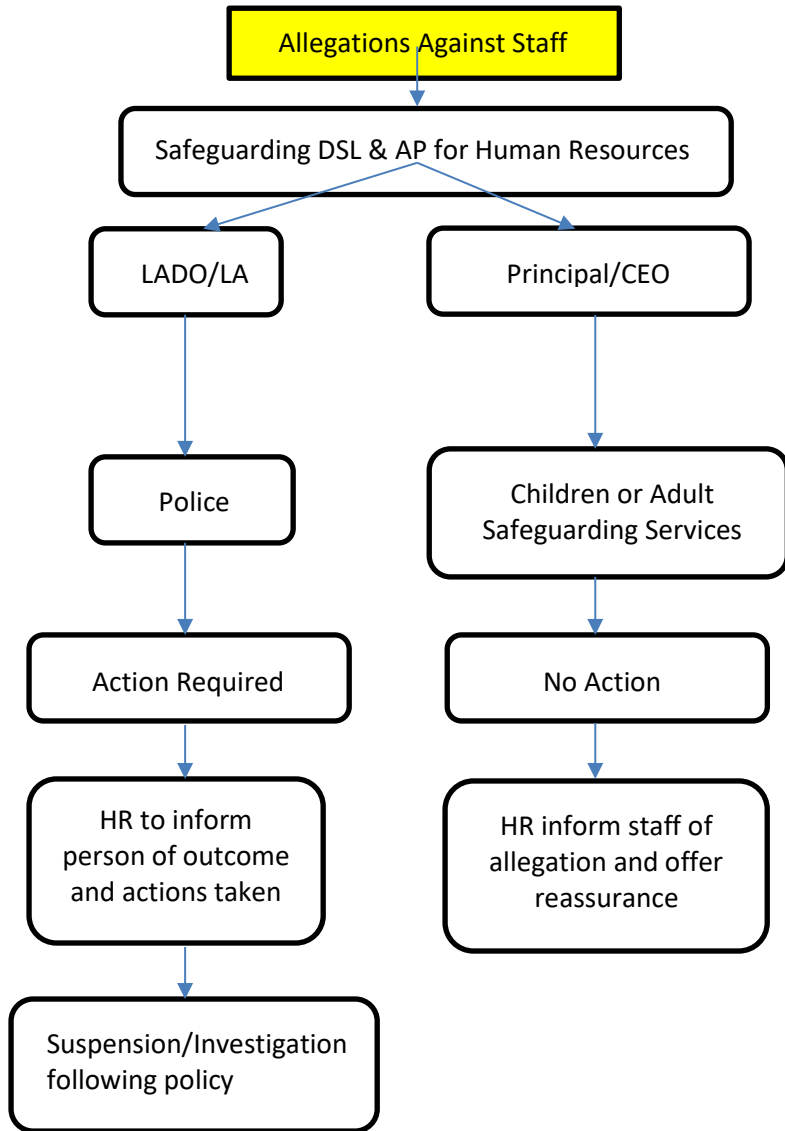 Allegations Against Staff
Safeguarding DSL & AP for Human Resources
LADO/LA
Principal/CEO
Police
Children or Adult
Safeguarding Services
Action Required
No Action
HR to inform
person of outcome
and actions taken
HR inform staff of
allegation and offer
reassurance
Suspension/Investigation
following policy